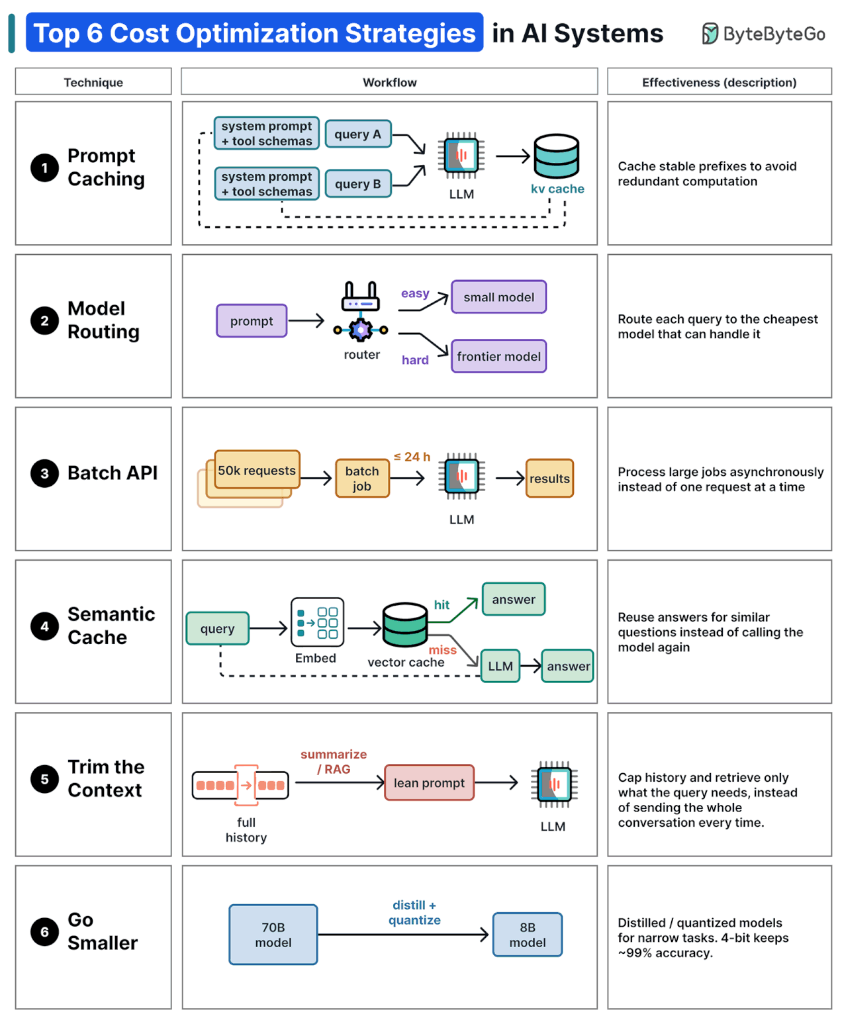 Top 6 Cost Optimization Strategies in AI Systems
ByteByteGo
Technique
Workflow
Effectiveness (description)
1
Prompt
Caching
system prompt
+ tool schemas
query A
system prompt
+ tool schemas
query B
LLM
kv cache
Cache stable prefixes to avoid
redundant computation
2
Model
Routing
prompt
router
easy
small model
hard
frontier model
Route each query to the cheapest
model that can handle it
3
Batch API
50k requests
batch
job
≤ 24 h
LLM
results
Process large jobs asynchronously
instead of one request at a time
4
Semantic
Cache
query
Embed
vector cache
hit
answer
miss
LLM
answer
Reuse answers for similar
questions instead of calling the
model again
5
Trim the
Context
full
history
summarize
/ RAG
lean prompt
LLM
Cap history and retrieve only
what the query needs, instead
of sending the whole
conversation every time.
6
Go
Smaller
70B
model
distill +
quantize
8B
model
Distilled / quantized models
for narrow tasks. 4-bit keeps
~99% accuracy.